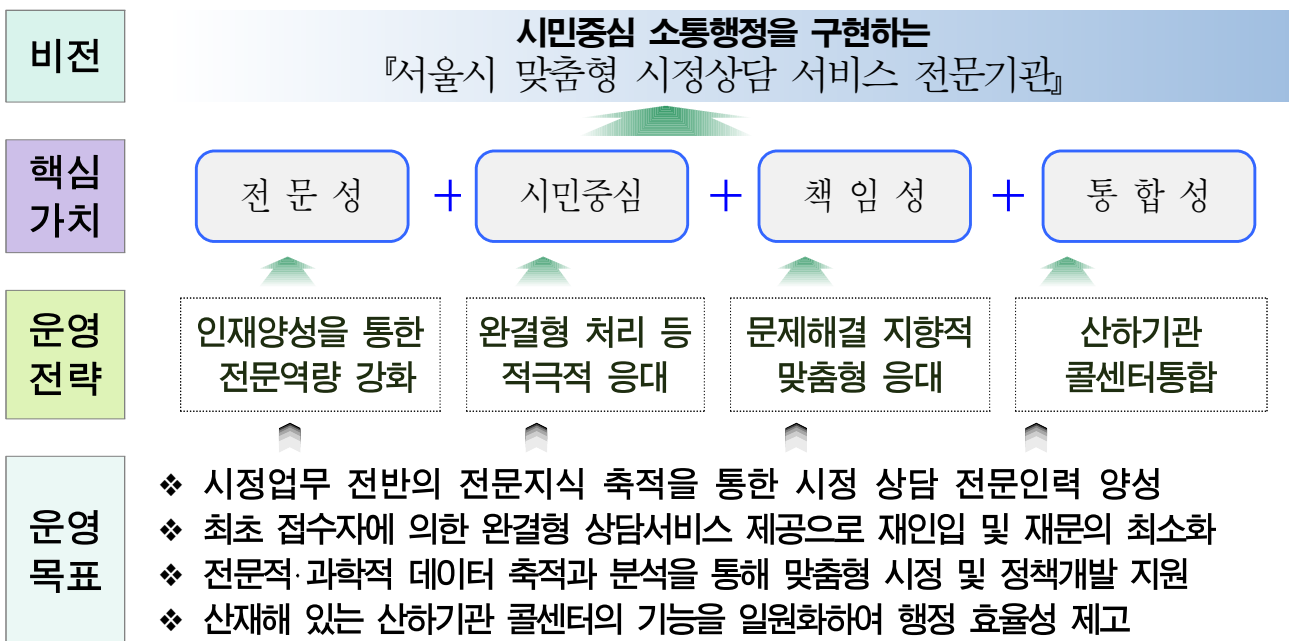 비전
시민중심 소통행정을 구현하는
『서울시 맞춤형 시정상담 서비스 전문기관』
핵심
가치
전 문 성 + 시민중심 + 책 임 성 + 통 합 성
운영
전략
인재양성을 통한
전문역량 강화
완결형 처리 등
적극적 응대
문제해결 지향적
맞춤형 응대
산하기관
콜센터통합
운영
목표
❖ 시정업무 전반의 전문지식 축적을 통한 시정 상담 전문인력 양성
❖ 최초 접수자에 의한 완결형 상담서비스 제공으로 재인입 및 재문의 최소화
❖ 전문적·과학적 데이터 축적과 분석을 통해 맞춤형 시정 및 정책개발 지원
❖ 산재해 있는 산하기관 콜센터의 기능을 일원화하여 행정 효율성 제고